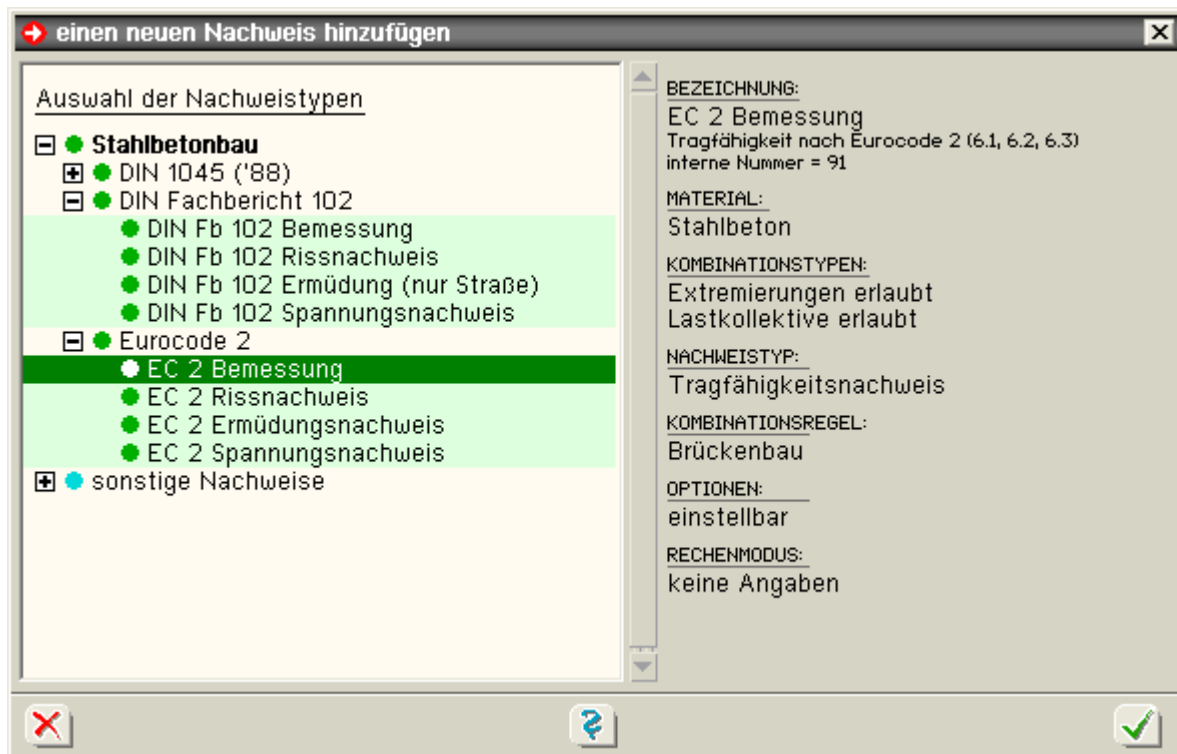 einen neuen Nachweis hinzufügen
Auswahl der Nachweistypen
Stahlbetonbau
DIN 1045 ('88)
DIN Fachbericht 102
DIN Fb 102 Bemessung
DIN Fb 102 Rissnachweis
DIN Fb 102 Ermüdung (nur Straße)
DIN Fb 102 Spannungsnachweis
Eurocode 2
EC 2 Bemessung
EC 2 Rissnachweis
EC 2 Ermüdungsnachweis
EC 2 Spannungsnachweis
sonstige Nachweise
BEZEICHNUNG:
EC 2 Bemessung
Tragfähigkeit nach Eurocode 2 (6.1, 6.2, 6.3)
interne Nummer = 91
MATERIAL:
Stahlbeton
KOMBINATIONSTYPEN:
Extremierungen erlaubt
Lastkollektive erlaubt
NACHWEISTYP:
Tragfähigkeitsnachweis
KOMBINATIONSREGEL:
Brückenbau
OPTIONEN:
einstellbar
RECHENMODUS:
keine Angaben